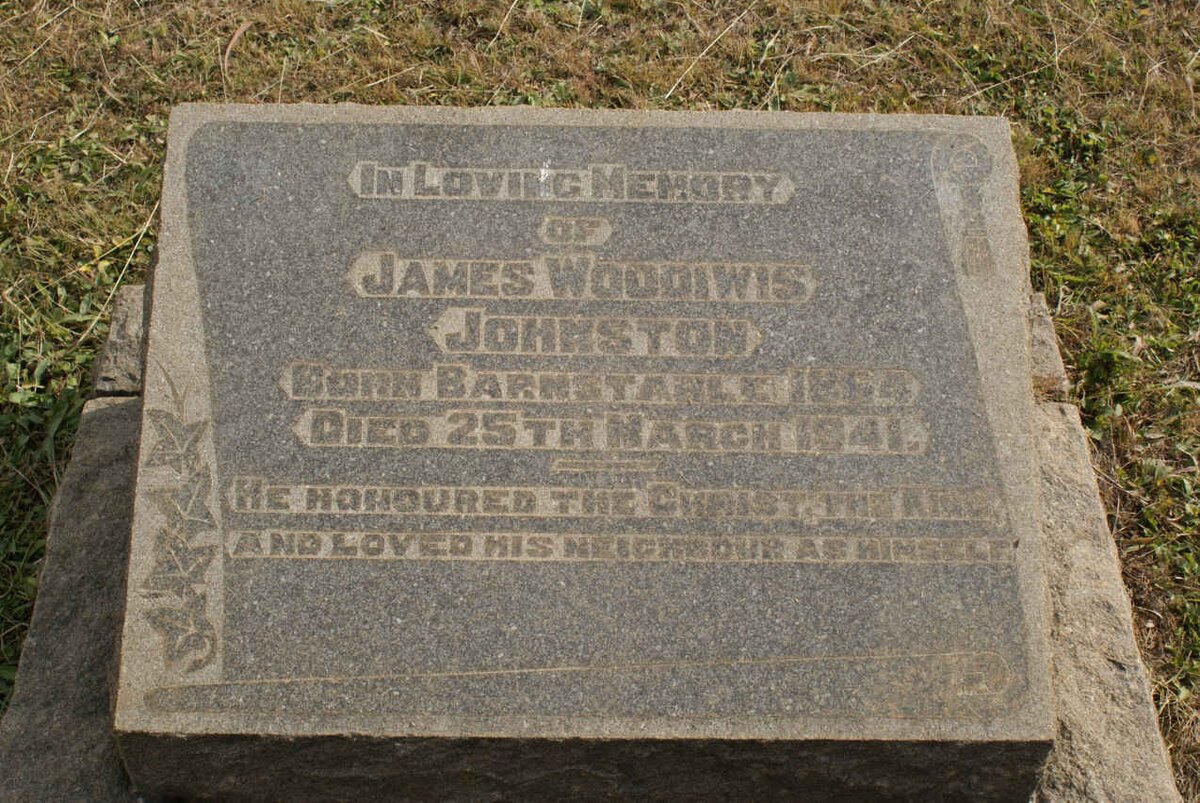 IN LOVING MEMORY
OF
JAMES WOODIWIS
JOHNSTON
BORN BARNSTAPLE
DIED 25TH MARCH 1941.
HE HONOURED THE CHRIST, THE KING,
AND LOVED HIS NEIGHBOUR AS HIMSELF